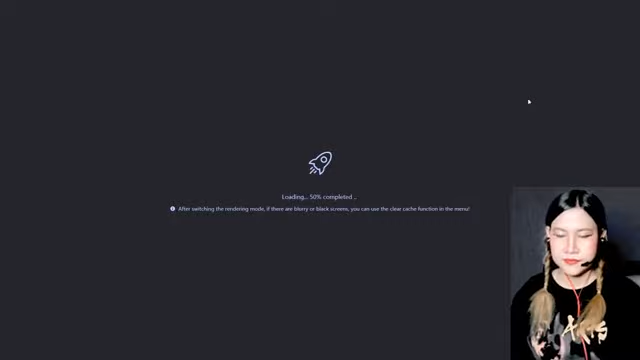 Loading... 50% completed ..
After switching the rendering mode, if there are blurry or black screens, you can use the clear cache function in the menu!